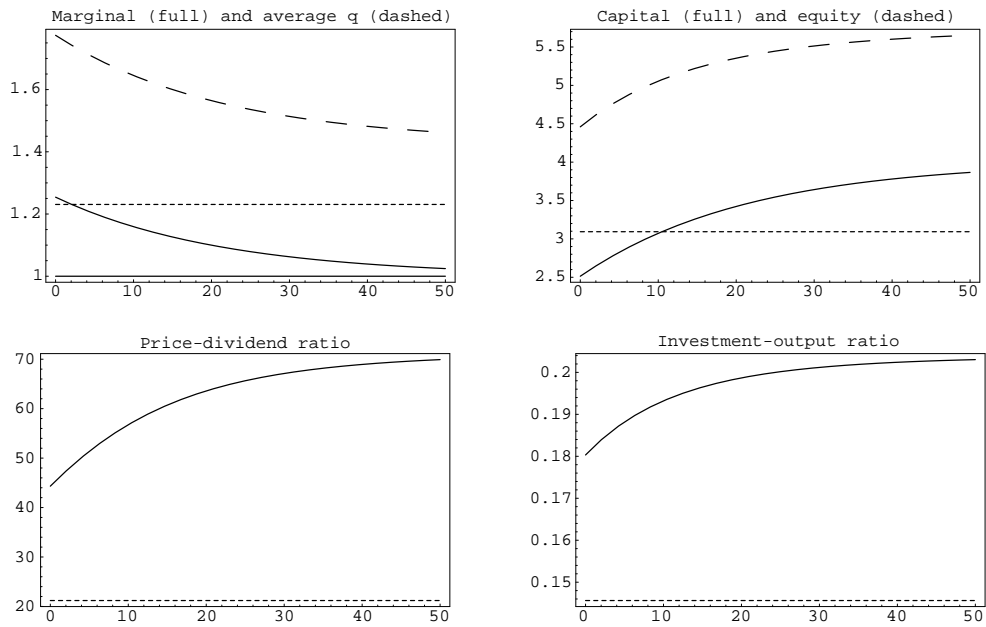 Marginal (full) and average q (dashed)
1.6
1.4
1.2
1
0 10 20 30 40 50
Capital (full) and equity (dashed)
5.5
5
4.5
4
3.5
3
2.5
0 10 20 30 40 50
Price-dividend ratio
70
60
50
40
30
20
0 10 20 30 40 50
Investment-output ratio
0.2
0.19
0.18
0.17
0.16
0.15
0 10 20 30 40 50